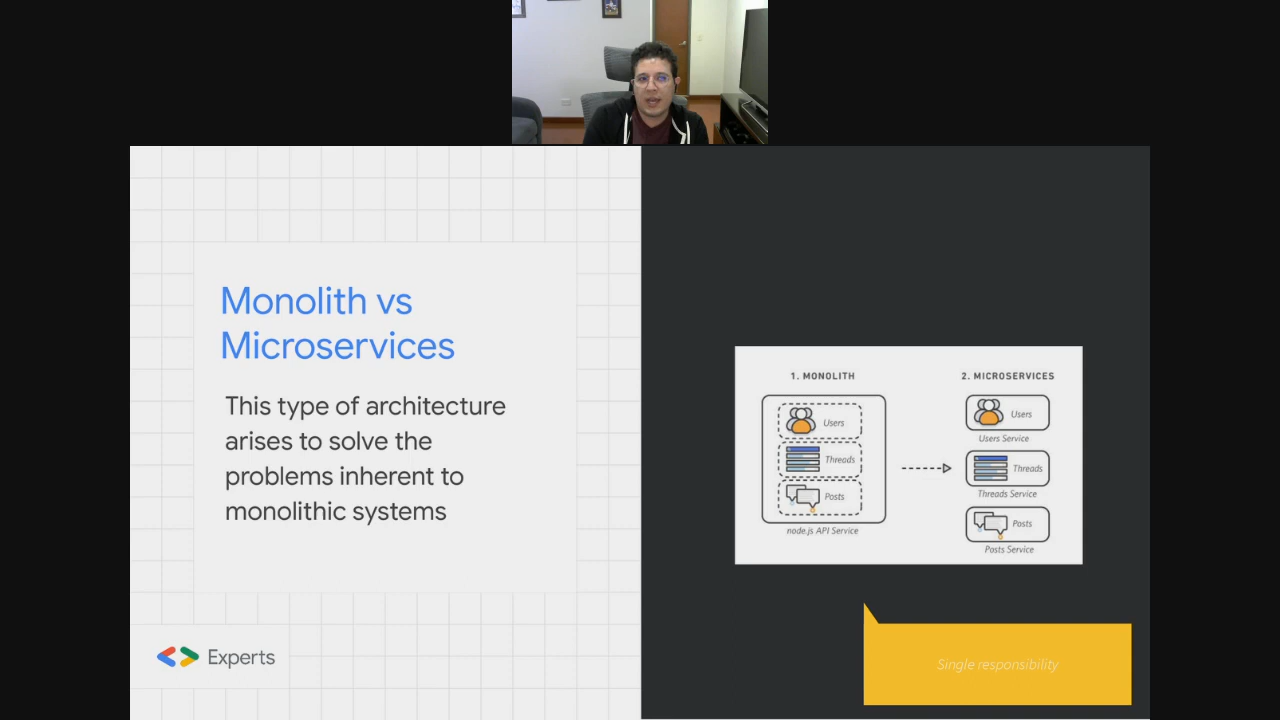 Monolith vs
Microservices
This type of architecture
arises to solve the
problems inherent to
monolithic systems
Experts
1. MONOLITH
Users
Threads
Posts
node.js API Service
2. MICROSERVICES
Users
Users Service
Threads
Threads Service
Posts
Posts Service
Single responsibility